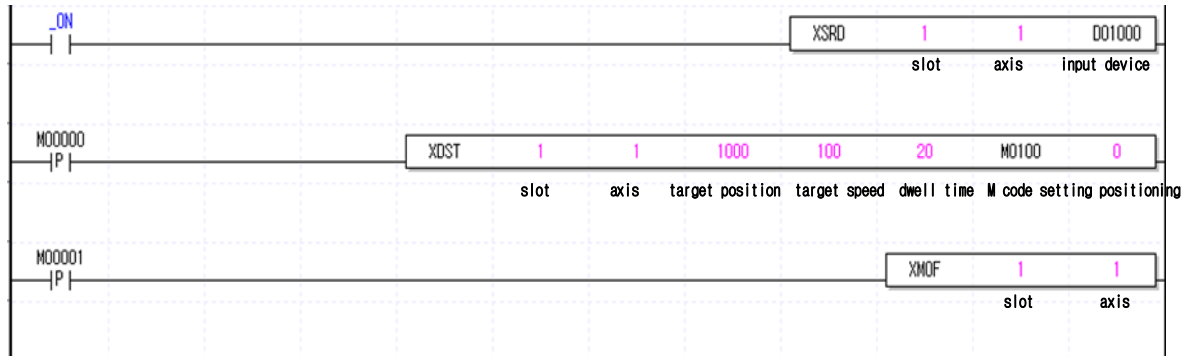 _ON
XSRD 1 1 D01000
slot axis input device
M00000
P XDST 1 1 1000 100 20 M0100 0
slot axis target position target speed dwell time M code setting positioning
M00001
P XMOF 1 1
slot axis